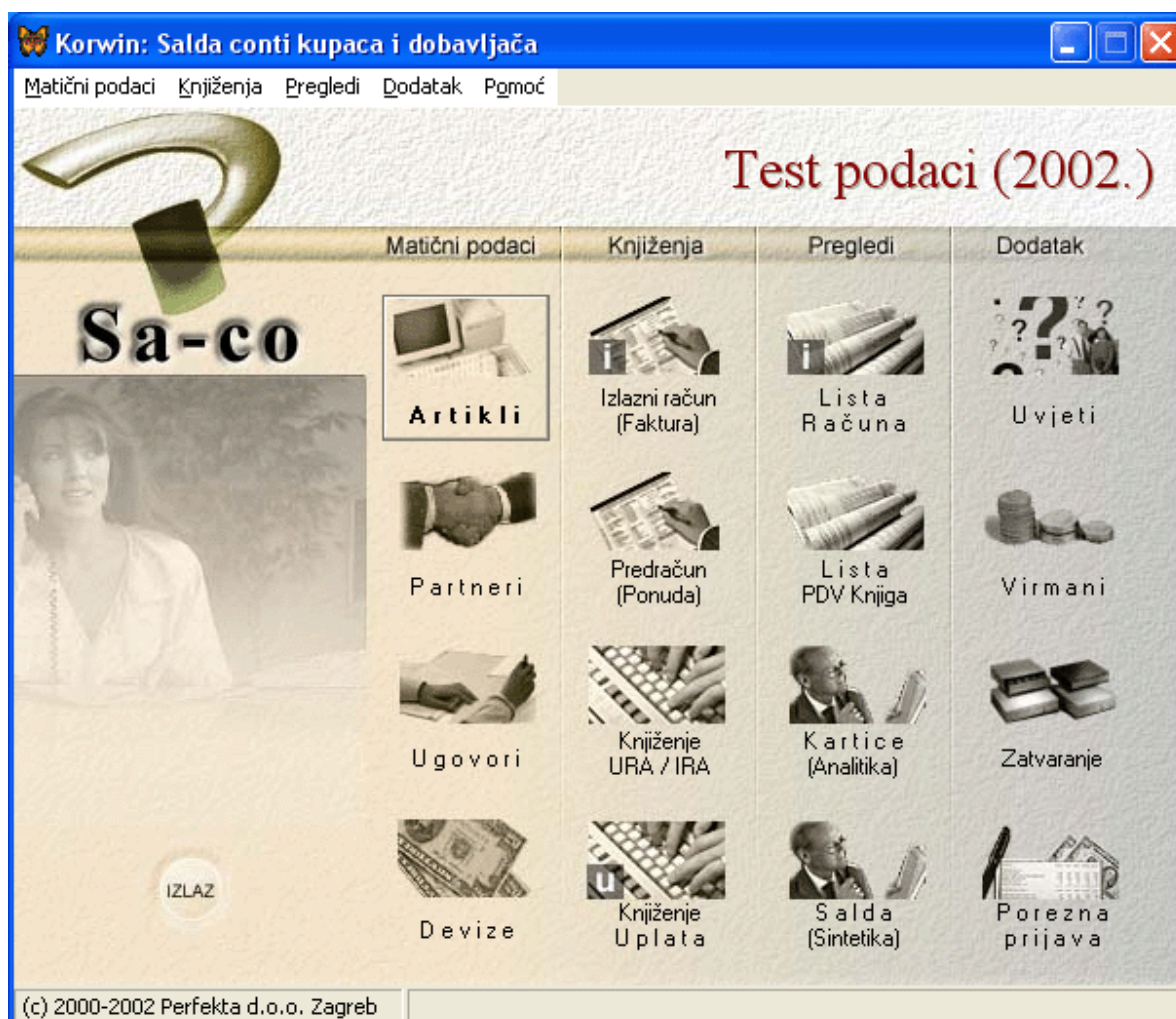 Korwin: Salda conti kupaca i dobavljača
Matični podaci Knjiženja Pregledi Dodatak Pomoć
Test podaci (2002.)
Matični podaci Knjiženja Pregledi Dodatak
Sa-co
Artikli
i
Izlazni račun
(Faktura)
i
Lista
Računa
? ? ? ? ?
Uvjeti
Partneri
Predračun
(Ponuda)
Lista
PDV Knjiga
Virmani
Ugovori
Knjiženje
URA / IRA
Kartice
(Analitika)
Zatvaranje
IZLAZ
Devize
u
Knjiženje
Uplata
Salda
(Sintetika)
Porezna
prijava
(c) 2000-2002 Perfekta d.o.o. Zagreb